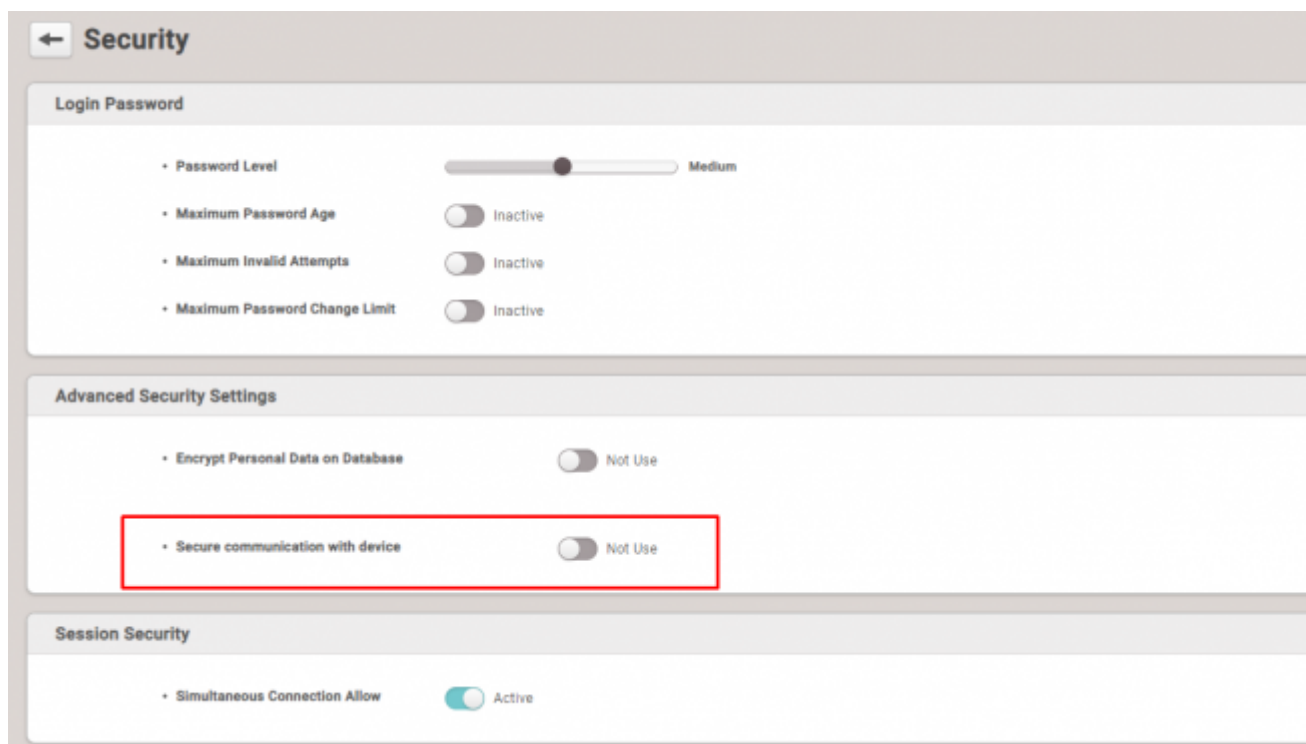 Security
Login Password
• Password Level Medium
• Maximum Password Age Inactive
• Maximum Invalid Attempts Inactive
• Maximum Password Change Limit Inactive
Advanced Security Settings
• Encrypt Personal Data on Database Not Use
• Secure communication with device Not Use
Session Security
• Simultaneous Connection Allow Active